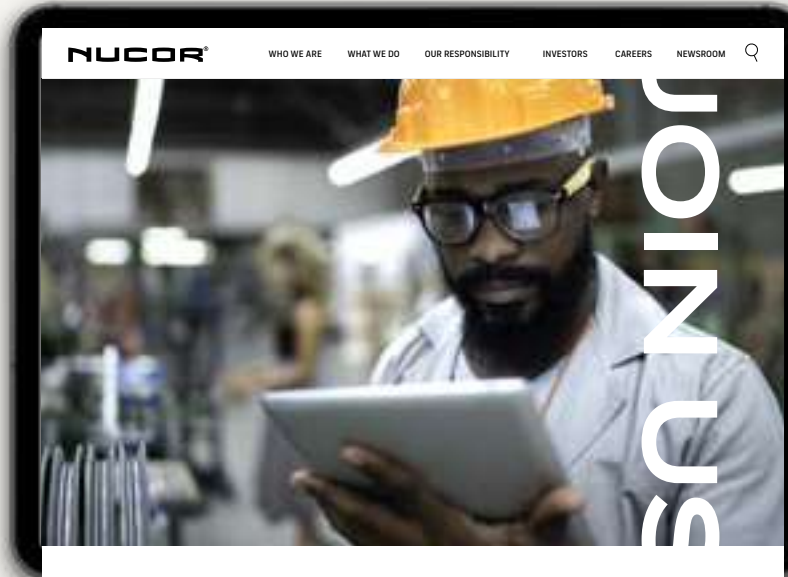 NUCOR®
WHO WE ARE
WHAT WE DO
OUR RESPONSIBILITY
INVESTORS
CAREERS
NEWSROOM
JOIN US